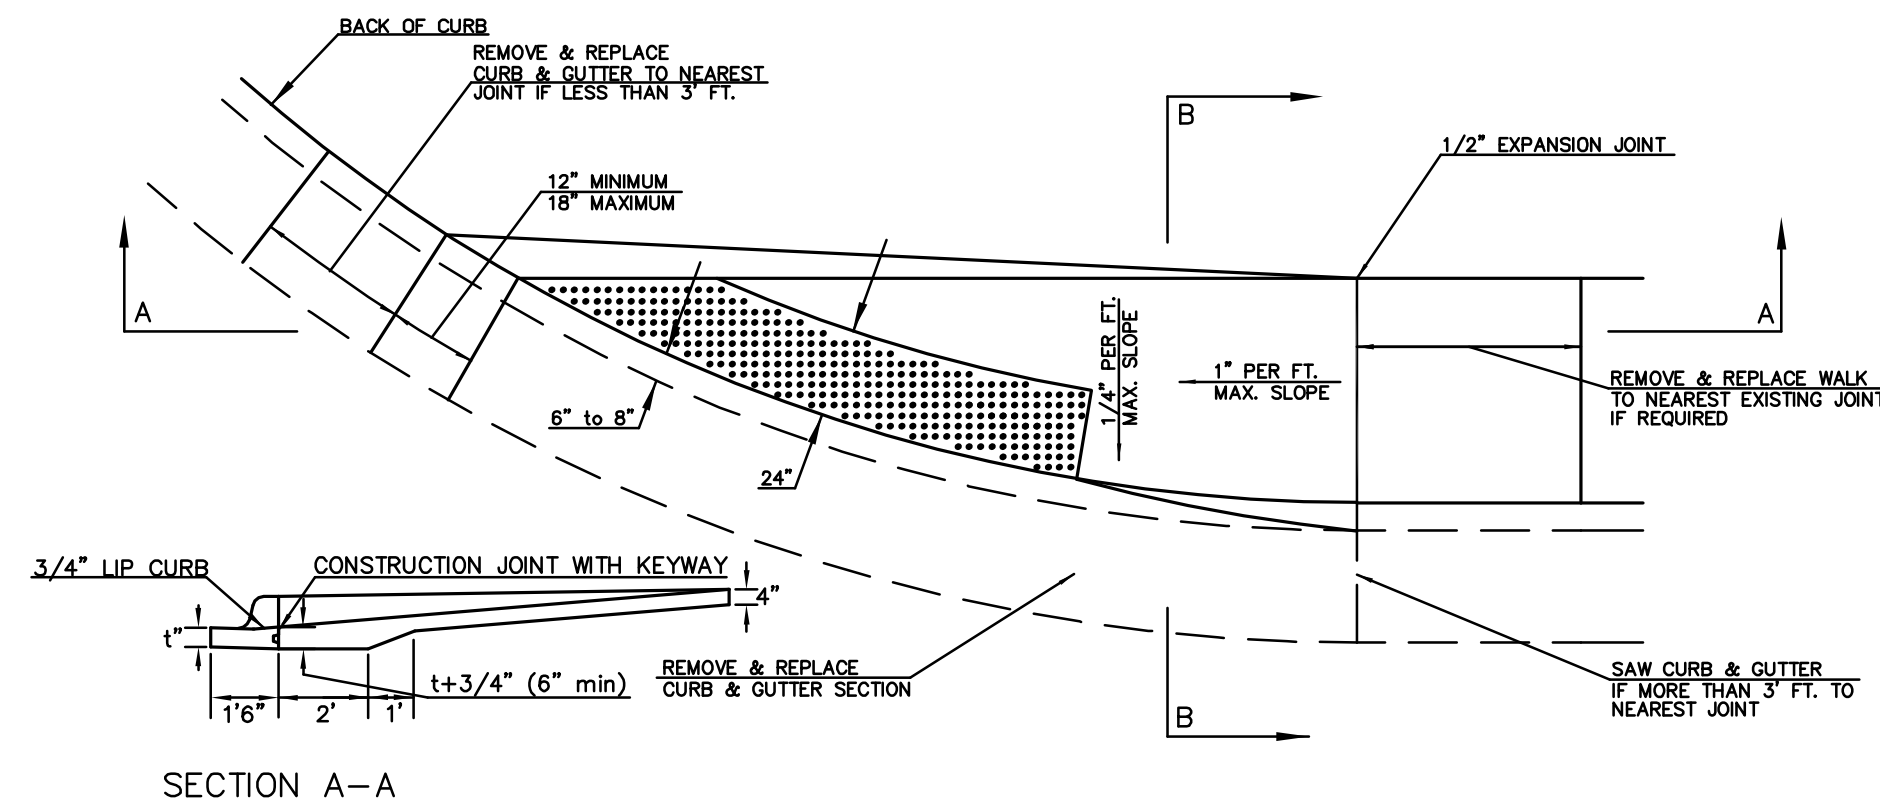 BACK OF CURB
REMOVE & REPLACE
CURB & GUTTER TO NEAREST
JOINT IF LESS THAN 3' FT.
B
1/2" EXPANSION JOINT
12" MINIMUM
18" MAXIMUM
A
A
1/4" PER FT.
MAX. SLOPE
1" PER FT.
MAX. SLOPE
REMOVE & REPLACE WALK
TO NEAREST EXISTING JOINT
IF REQUIRED
6" to 8"
24"
3/4" LIP CURB
CONSTRUCTION JOINT WITH KEYWAY
4"
t"
t+3/4" (6" min)
1'6"
2'
1'
REMOVE & REPLACE
CURB & GUTTER SECTION
SAW CURB & GUTTER
IF MORE THAN 3' FT. TO
NEAREST JOINT
B
SECTION A-A